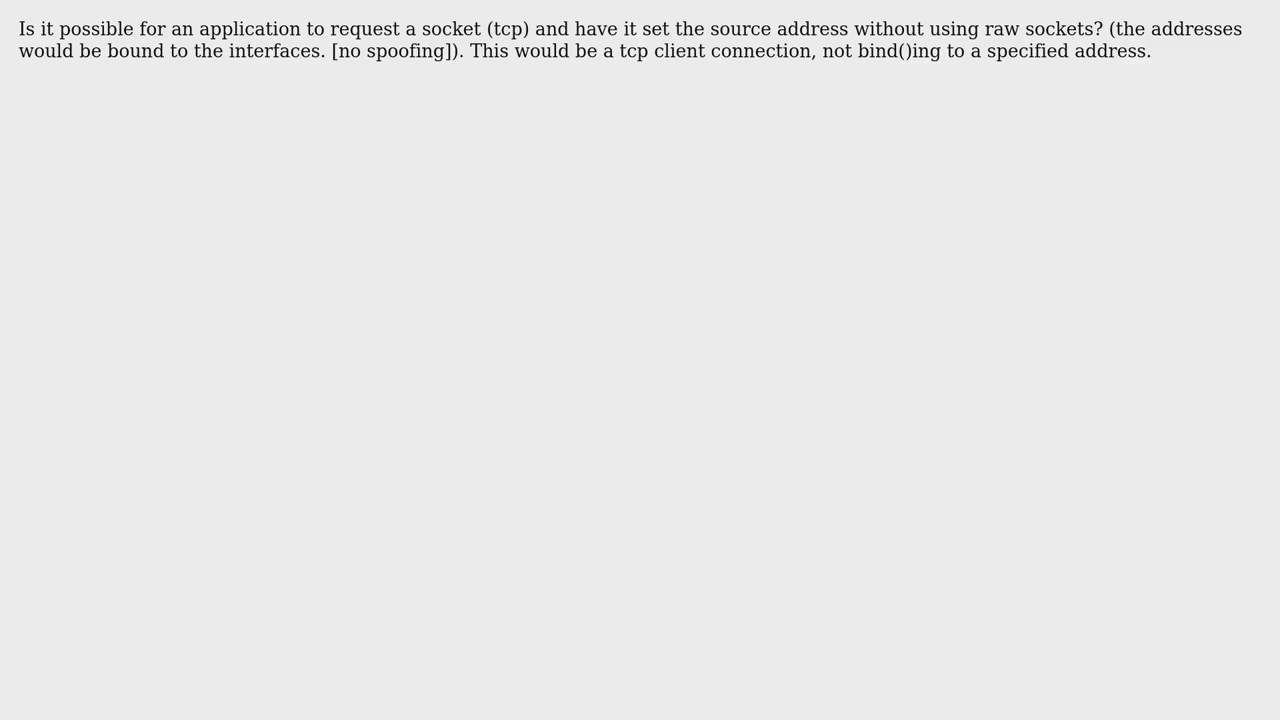 Is it possible for an application to request a socket (tcp) and have it set the source address without using raw sockets? (the addresses
would be bound to the interfaces. [no spoofing]). This would be a tcp client connection, not bind()ing to a specified address.